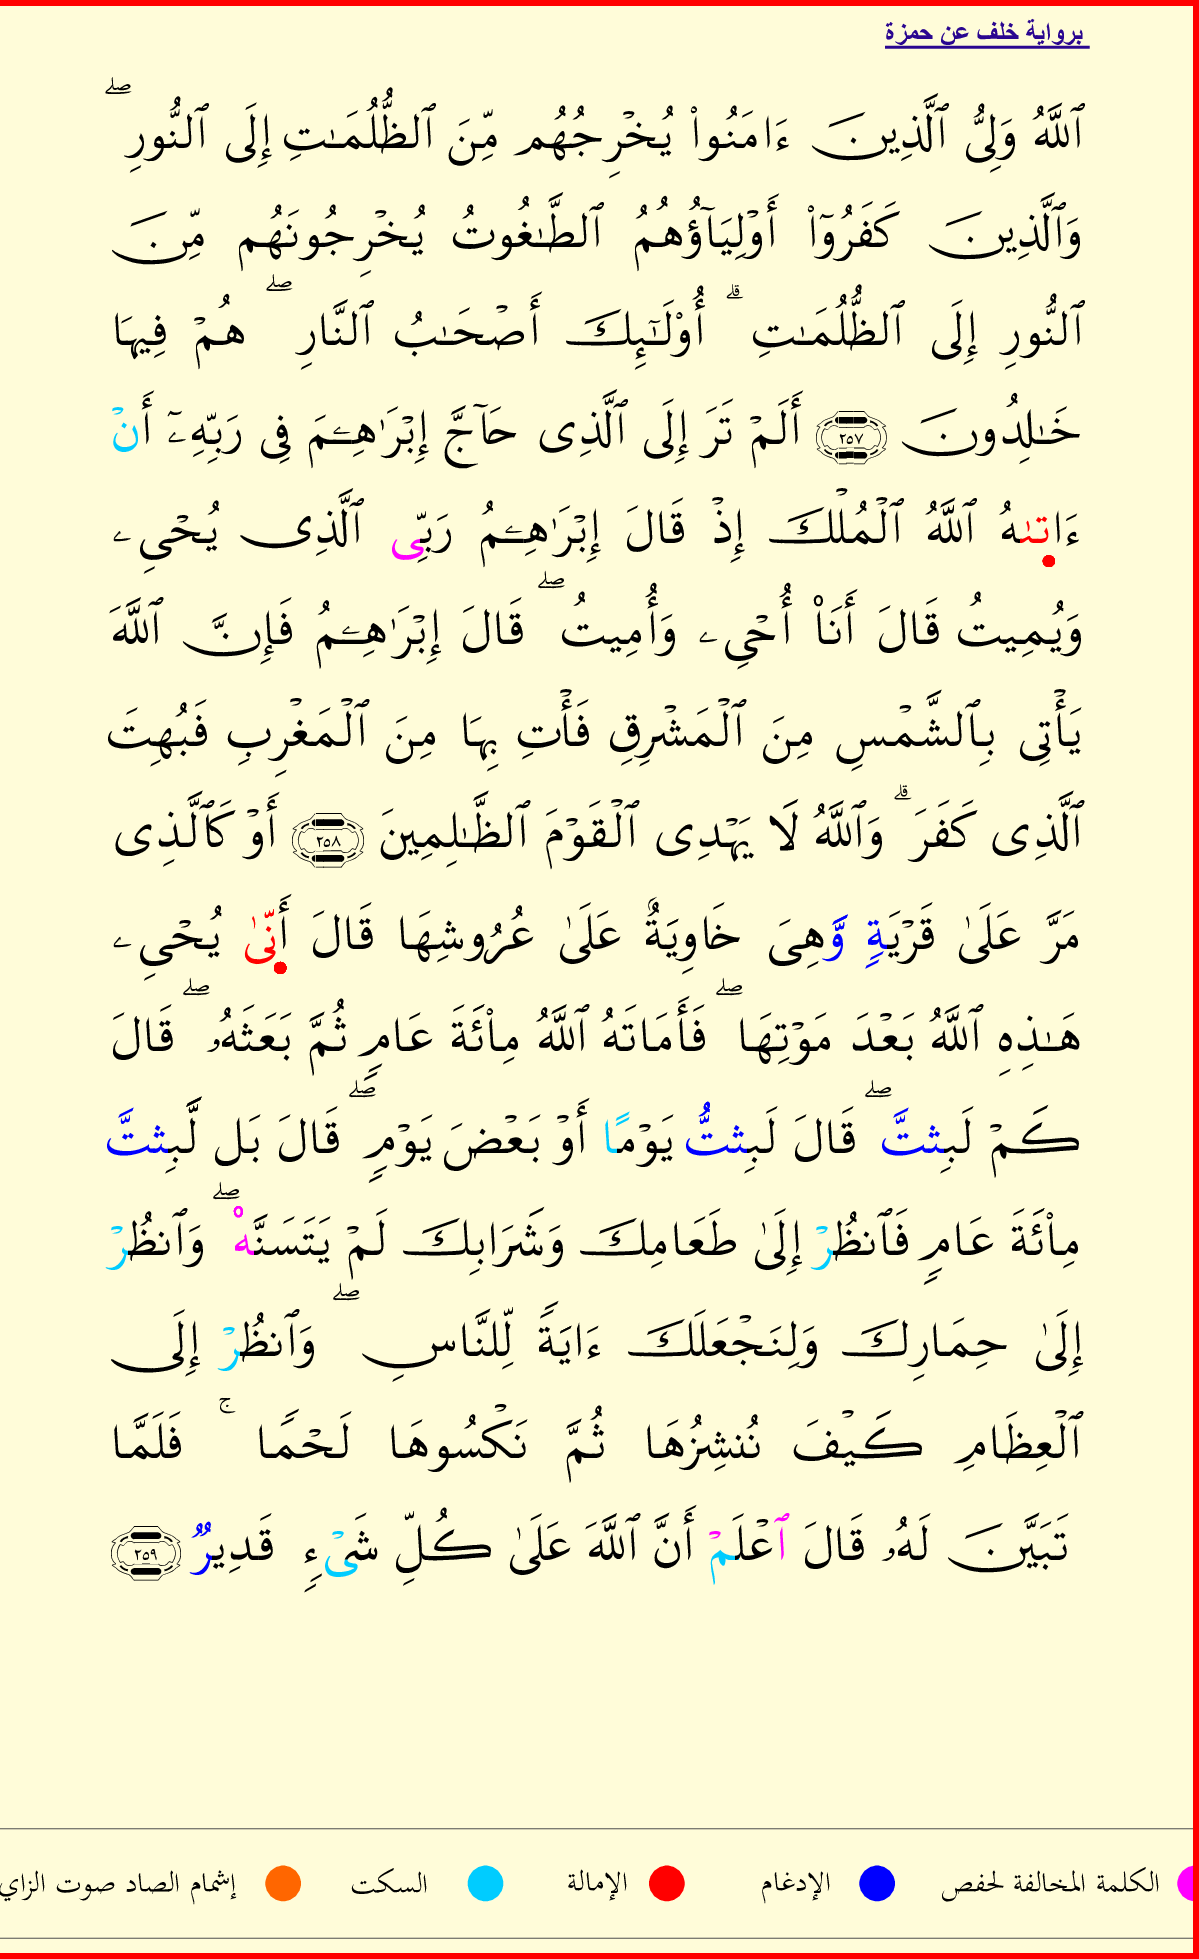 برواية خلف عن حمزة
ٱللَّهُ وَلِىُّ ٱلَّذِينَ ءَامَنُوا۟ يُخْرِجُهُم مِّنَ ٱلظُّلُمَـٰتِ إِلَى ٱلنُّورِ ۖ
وَٱلَّذِينَ كَفَرُوٓا۟ أَوْلِيَآؤُهُمُ ٱلطَّـٰغُوتُ يُخْرِجُونَهُم مِّنَ
ٱلنُّورِ إِلَى ٱلظُّلُمَـٰتِ ۗ أُو۟لَـٰٓئِكَ أَصْحَـٰبُ ٱلنَّارِ ۖ هُمْ فِيهَا
خَـٰلِدُونَ ٢٥٧ أَلَمْ تَرَ إِلَى ٱلَّذِى حَآجَّ إِبْرَٰهِـۧمَ فِى رَبِّهِۦٓ أَنْ
ءَاتىٰهُ ٱللَّهُ ٱلْمُلْكَ إِذْ قَالَ إِبْرَٰهِـۧمُ رَبِّى ٱلَّذِى يُحْىِۦ
وَيُمِيتُ قَالَ أَنَا۠ أُحْىِۦ وَأُمِيتُ ۖ قَالَ إِبْرَٰهِـۧمُ فَإِنَّ ٱللَّهَ
يَأْتِى بِٱلشَّمْسِ مِنَ ٱلْمَشْرِقِ فَأْتِ بِهَا مِنَ ٱلْمَغْرِبِ فَبُهِتَ
ٱلَّذِى كَفَرَ ۗ وَٱللَّهُ لَا يَهْدِى ٱلْقَوْمَ ٱلظَّـٰلِمِينَ ٢٥٨ أَوْ كَٱلَّذِى
مَرَّ عَلَىٰ قَرْيَةٍ وَّهِىَ خَاوِيَةٌ عَلَىٰ عُرُوشِهَا قَالَ أَنّىٰ يُحْىِۦ
هَـٰذِهِ ٱللَّهُ بَعْدَ مَوْتِهَا ۖ فَأَمَاتَهُ ٱللَّهُ مِا۟ئَةَ عَامٍ ثُمَّ بَعَثَهُۥ ۖ قَالَ
كَمْ لَبِثتَّ ۖ قَالَ لَبِثتُّ يَوْمًا أَوْ بَعْضَ يَوْمٍ ۖ قَالَ بَل لَّبِثتَّ
مِا۟ئَةَ عَامٍ فَٱنظُرْ إِلَىٰ طَعَامِكَ وَشَرَابِكَ لَمْ يَتَسَنَّه۠ ۖ وَٱنظُرْ
إِلَىٰ حِمَارِكَ وَلِنَجْعَلَكَ ءَايَةً لِّلنَّاسِ ۖ وَٱنظُرْ إِلَى
ٱلْعِظَامِ كَيْفَ نُنشِزُهَا ثُمَّ نَكْسُوهَا لَحْمًا ۚ فَلَمَّا
تَبَيَّنَ لَهُۥ قَالَ ٱعْلَمْ أَنَّ ٱللَّهَ عَلَىٰ كُلِّ شَىْءٍ قَدِيرٌ ٢٥٩
الكلمة المخالفة لحفص الإدغام الإمالة السكت إشمام الصاد صوت الزاي